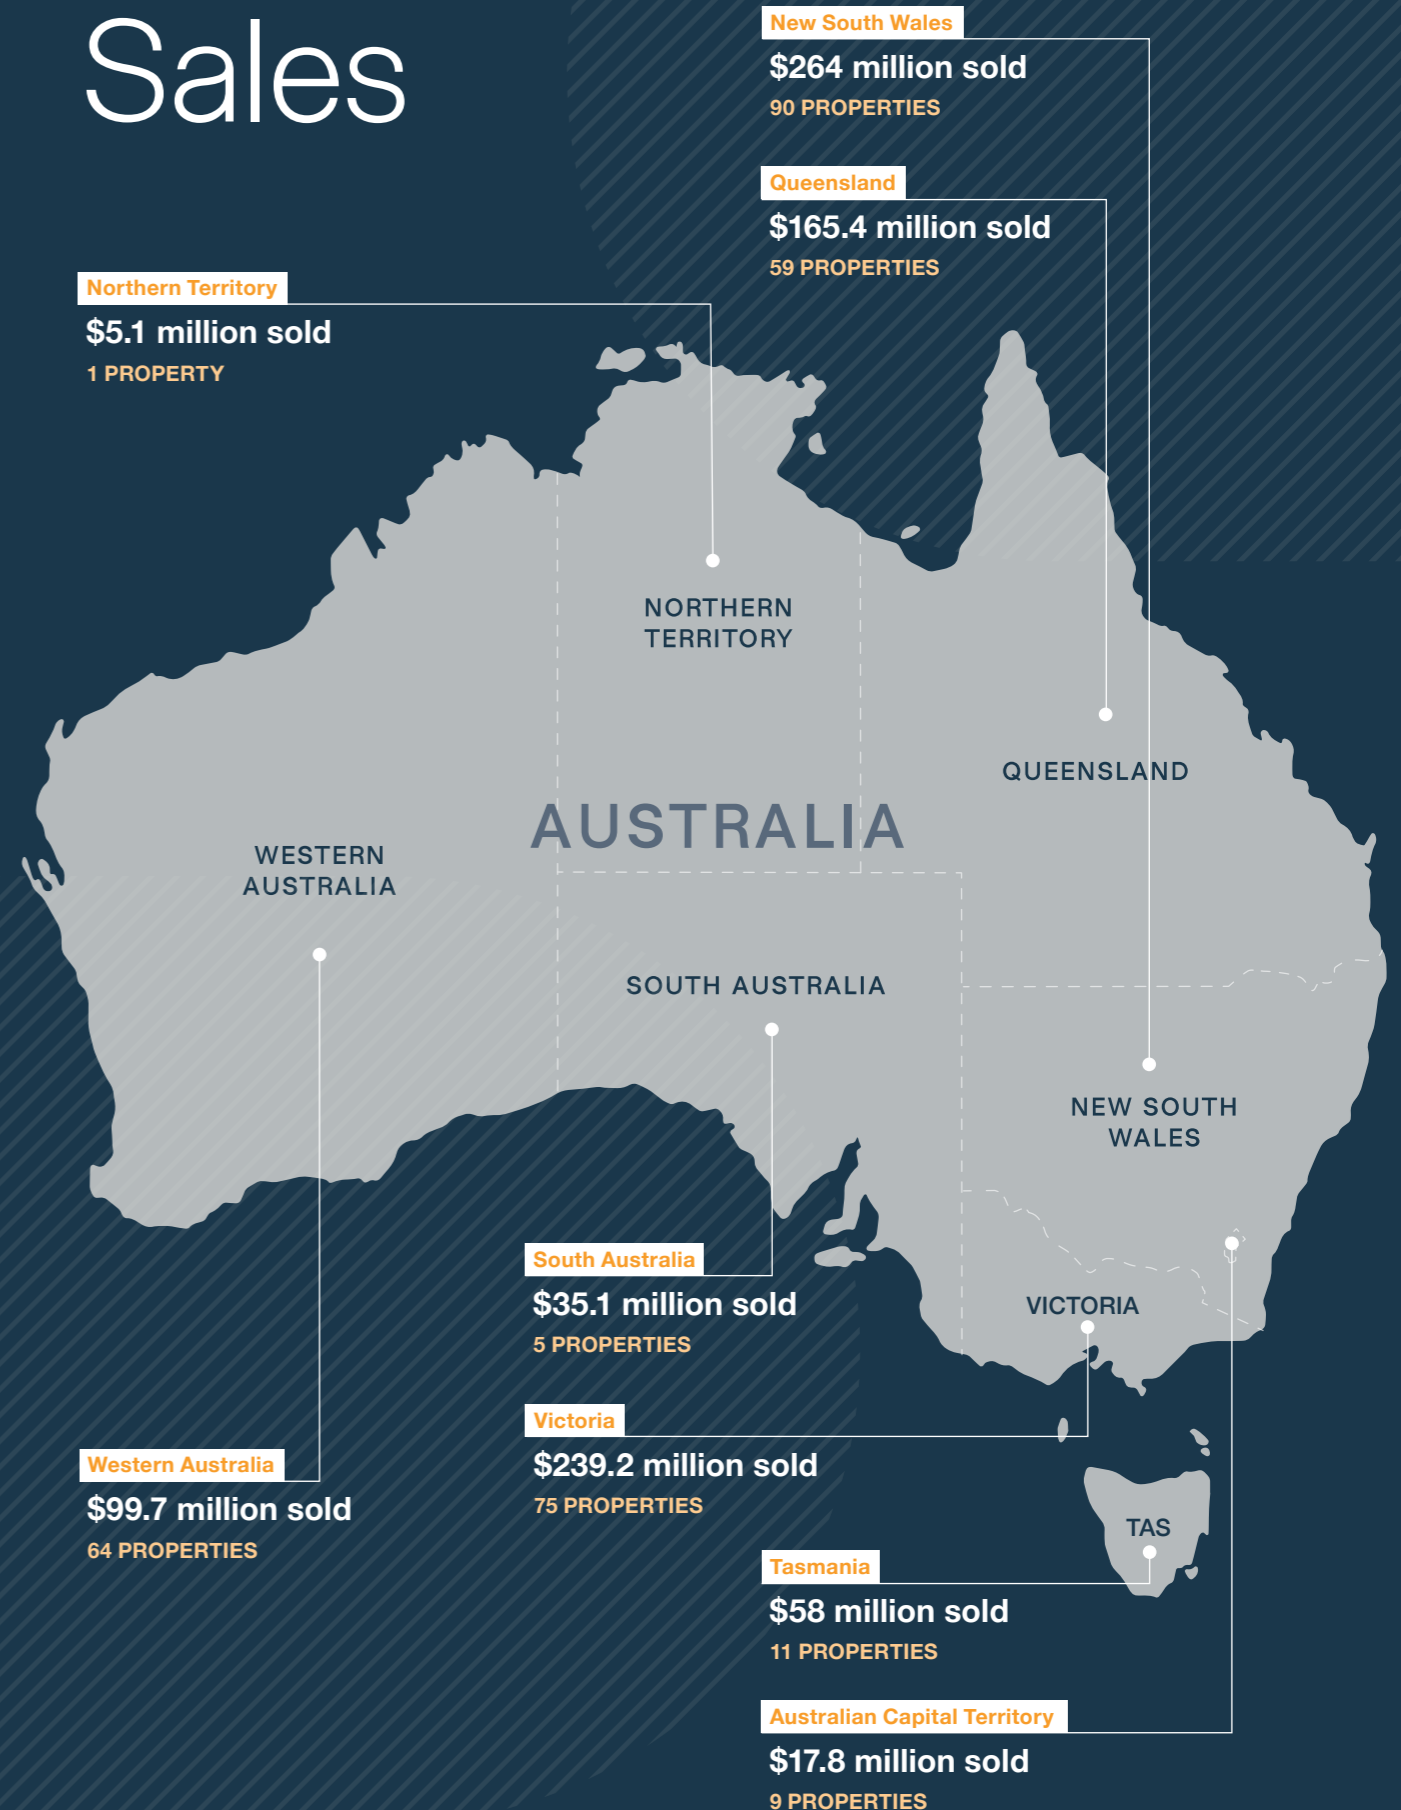 Sales
New South Wales
$264 million sold
90 PROPERTIES
Queensland
$165.4 million sold
59 PROPERTIES
Northern Territory
$5.1 million sold
1 PROPERTY
NORTHERN
TERRITORY
QUEENSLAND
AUSTRALIA
WESTERN
AUSTRALIA
SOUTH AUSTRALIA
NEW SOUTH
WALES
South Australia
$35.1 million sold
5 PROPERTIES
VICTORIA
Victoria
$239.2 million sold
75 PROPERTIES
Western Australia
$99.7 million sold
64 PROPERTIES
TAS
Tasmania
$58 million sold
11 PROPERTIES
Australian Capital Territory
$17.8 million sold
9 PROPERTIES